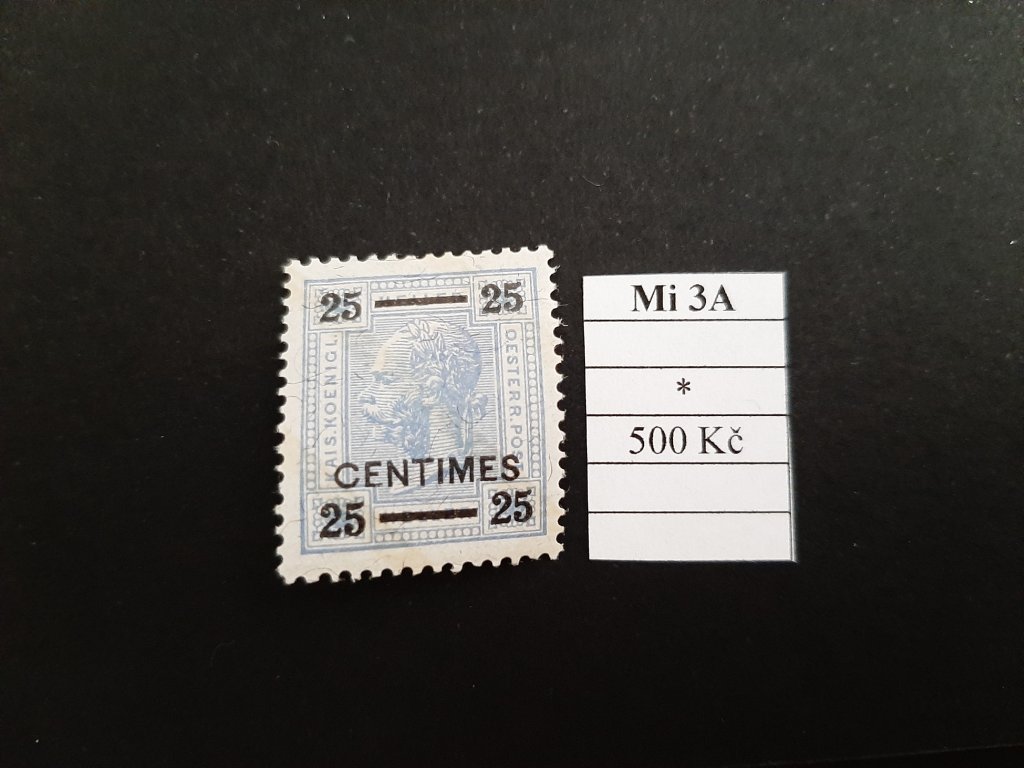 25 25
KAIS.KOENIGL.
OESTERR.POST
CENTIMES
25 25
Mi 3A
*
500 Kč